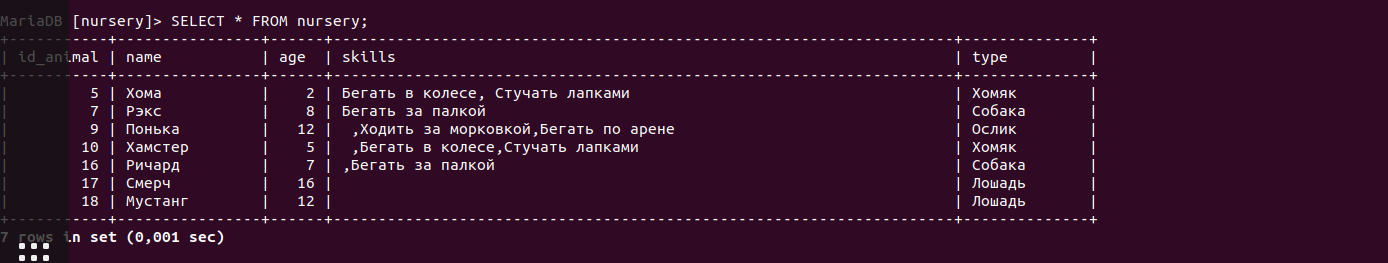 MariaDB [nursery]> SELECT * FROM nursery;
+-----------+----------------+------+---------------------------------------------------------------------+--------------+
| id_animal | name           | age  | skills                                                              | type         |
+-----------+----------------+------+---------------------------------------------------------------------+--------------+
|         5 | Хома           |    2 | Бегать в колесе, Стучать лапками                                    | Хомяк        |
|         7 | Рэкс           |    8 | Бегать за палкой                                                    | Собака       |
|         9 | Понька         |   12 |  ,Ходить за морковкой,Бегать по арене                               | Ослик        |
|        10 | Хамстер        |    5 |  ,Бегать в колесе,Стучать лапками                                   | Хомяк        |
|        16 | Ричард         |    7 | ,Бегать за палкой                                                   | Собака       |
|        17 | Смерч          |   16 |                                                                     | Лошадь       |
|        18 | Мустанг        |   12 |                                                                     | Лошадь       |
+-----------+----------------+------+---------------------------------------------------------------------+--------------+
7 rows in set (0,001 sec)